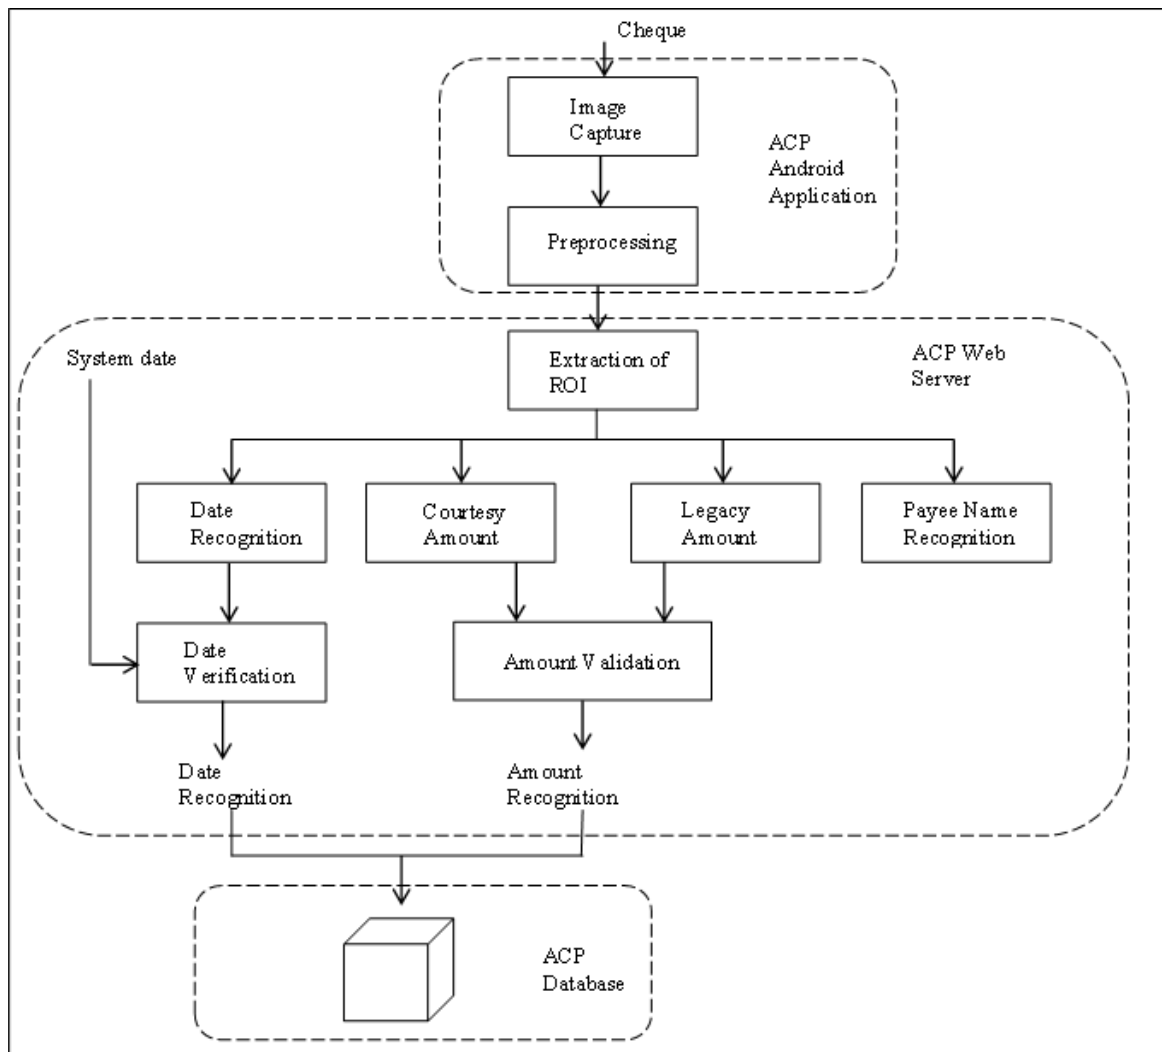 Cheque
Image
Capture
ACP
Android
Application
Preprocessing
System date
Extraction of
ROI
ACP Web
Server
Date
Recognition
Courtesy
Amount
Legacy
Amount
Payee Name
Recognition
Date
Verification
Amount Validation
Date
Recognition
Amount
Recognition
ACP
Database